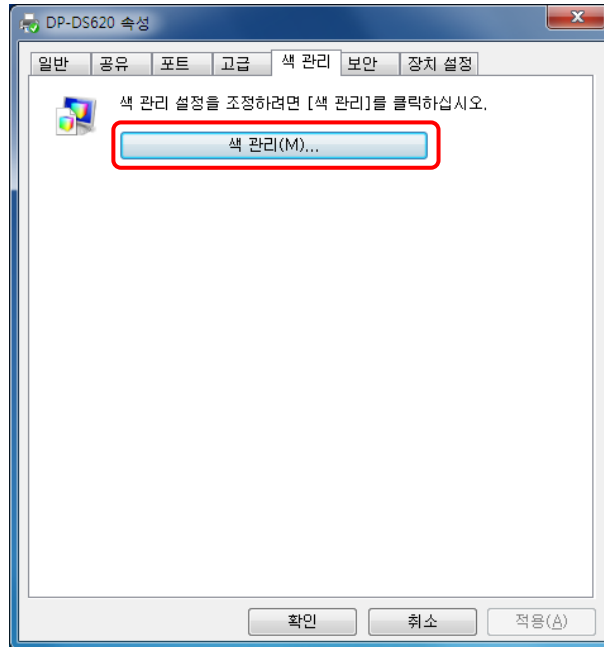 DP-DS620 속성
일반 공유 포트 고급 색 관리 보안 장치 설정
색 관리 설정을 조정하려면 [색 관리]를 클릭하십시오.
색 관리(M)...
확인 취소 적용(A)